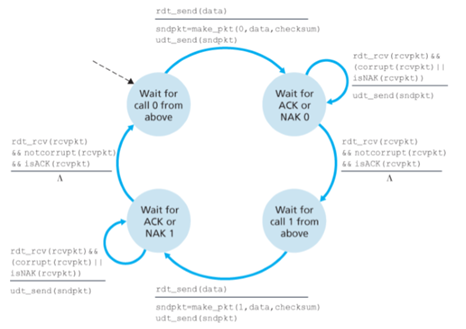 rdt_send(data)
sndpkt=make_pkt(0,data,checksum)
udt_send(sndpkt)
rdt_rcv(rcvpkt)&&
(corrupt(rcvpkt)||
isNAK(rcvpkt))
udt_send(sndpkt)
Wait for
call 0 from
above
Wait for
ACK or
NAK 0
rdt_rcv(rcvpkt)
&& notcorrupt(rcvpkt)
&& isACK(rcvpkt)
Λ
rdt_rcv(rcvpkt)
&& notcorrupt(rcvpkt)
&& isACK(rcvpkt)
Λ
Wait for
ACK or
NAK 1
Wait for
call 1 from
above
rdt_rcv(rcvpkt)&&
(corrupt(rcvpkt)||
isNAK(rcvpkt))
udt_send(sndpkt)
rdt_send(data)
sndpkt=make_pkt(1,data,checksum)
udt_send(sndpkt)